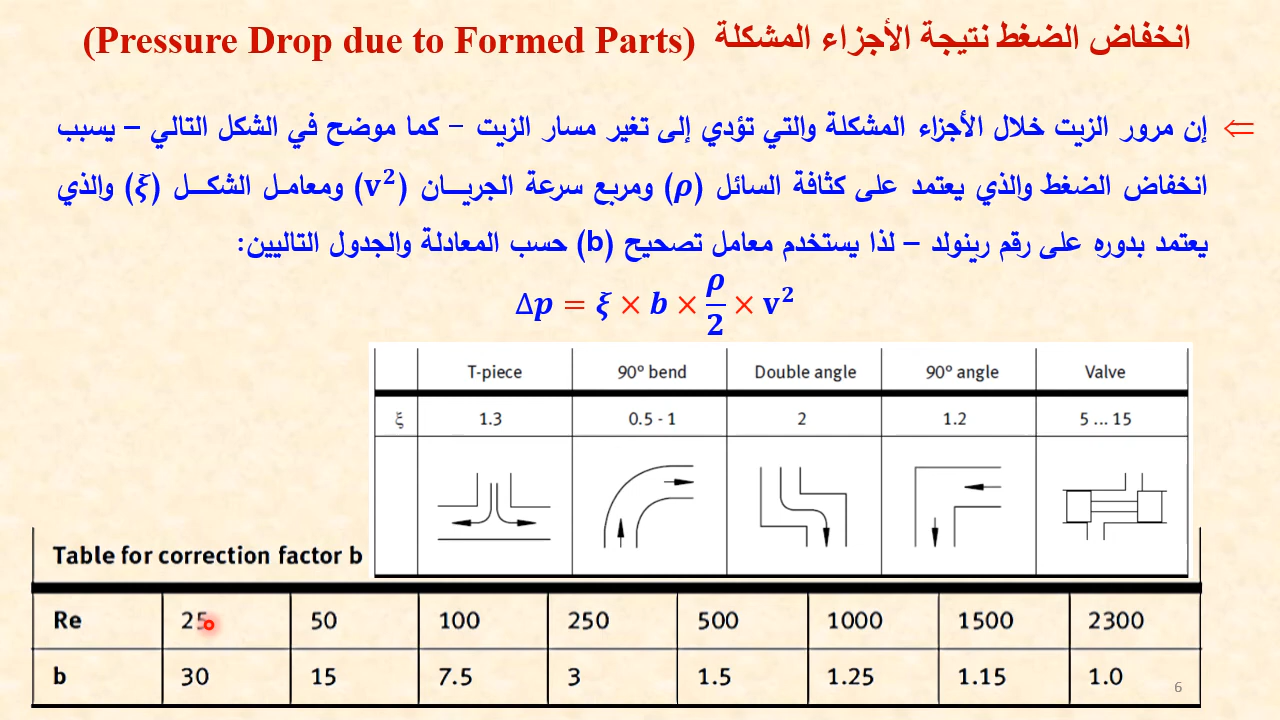 انخفاض الضغط نتيجة الأجزاء المشكلة (Pressure Drop due to Formed Parts)
⇐ إن مرور الزيت خلال الأجزاء المشكلة والتي تؤدي إلى تغير مسار الزيت – كما موضح في الشكل التالي – يسبب
انخفاض الضغط والذي يعتمد على كثافة السائل (ρ) ومربع سرعة الجريـــان (v²) ومعامـل الشكـــل (ξ) والذي
يعتمد بدوره على رقم رينولد – لذا يستخدم معامل تصحيح (b) حسب المعادلة والجدول التاليين:
Δp = ξ × b × ρ/2 × v²
T-piece 90º bend Double angle 90º angle Valve
ξ 1.3 0.5 - 1 2 1.2 5 ... 15
Table for correction factor b
Re 25 50 100 250 500 1000 1500 2300
b 30 15 7.5 3 1.5 1.25 1.15 1.0
6